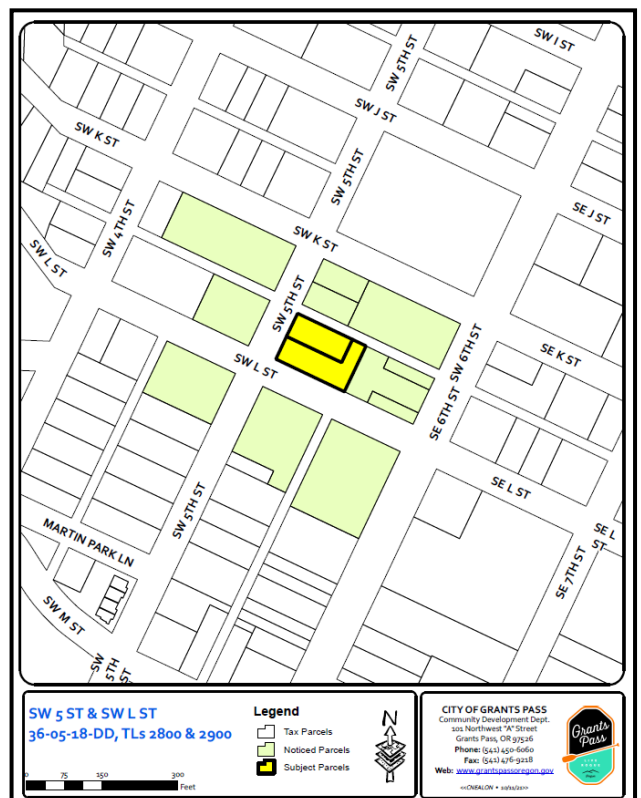 SW I ST
SW 5TH ST
SW J ST
SW K ST
SW 5TH ST
SE J ST
SW 4TH ST
SW K ST
SW L ST
SW 5TH ST
SW L ST
SW 6TH ST
SE K ST
SE 6TH ST
SE L ST
SE L
ST
SW 5TH ST
MARTIN PARK LN
SE 7TH ST
SW M ST
SW
5TH
ST
SW 5 ST & SW L ST
36-05-18-DD, TLs 2800 & 2900
0 75 150 300
Feet
Legend
Tax Parcels
Noticed Parcels
Subject Parcels
N
CITY OF GRANTS PASS
Community Development Dept.
101 Northwest "A" Street
Grants Pass, OR 97526
Phone: (541) 450-6060
Fax: (541) 476-9218
Web: www.grantspassoregon.gov
Grants
Pass